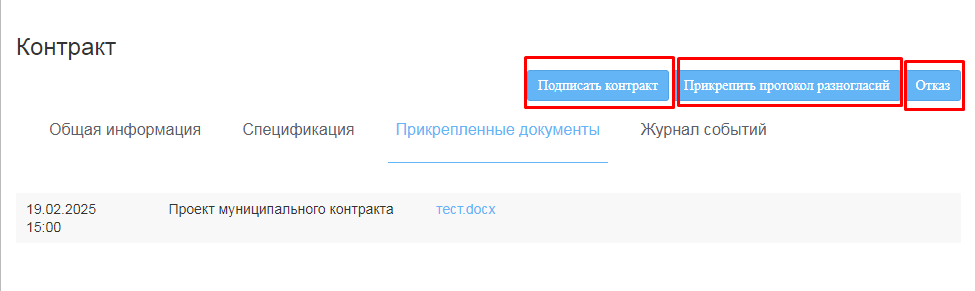 Контракт
Подписать контракт Прикрепить протокол разногласий Отказ
Общая информация Спецификация Прикрепленные документы Журнал событий
19.02.2025 Проект муниципального контракта тест.docx
15:00